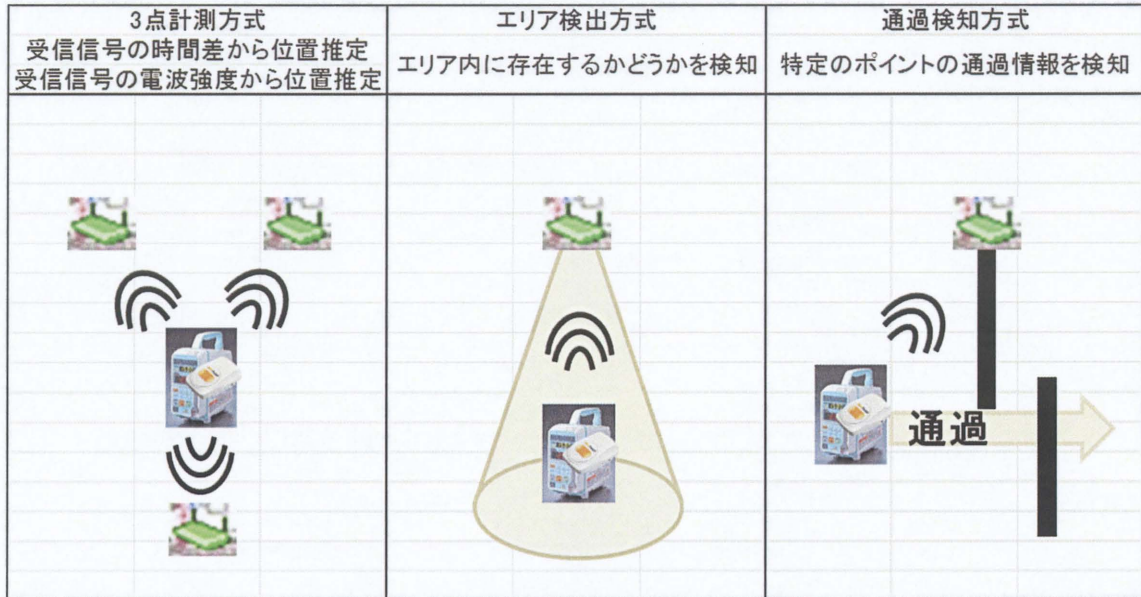 3点計測方式
受信信号の時間差から位置推定
受信信号の電波強度から位置推定
エリア検出方式
エリア内に存在するかどうかを検知
通過検知方式
特定のポイントの通過情報を検知
通過